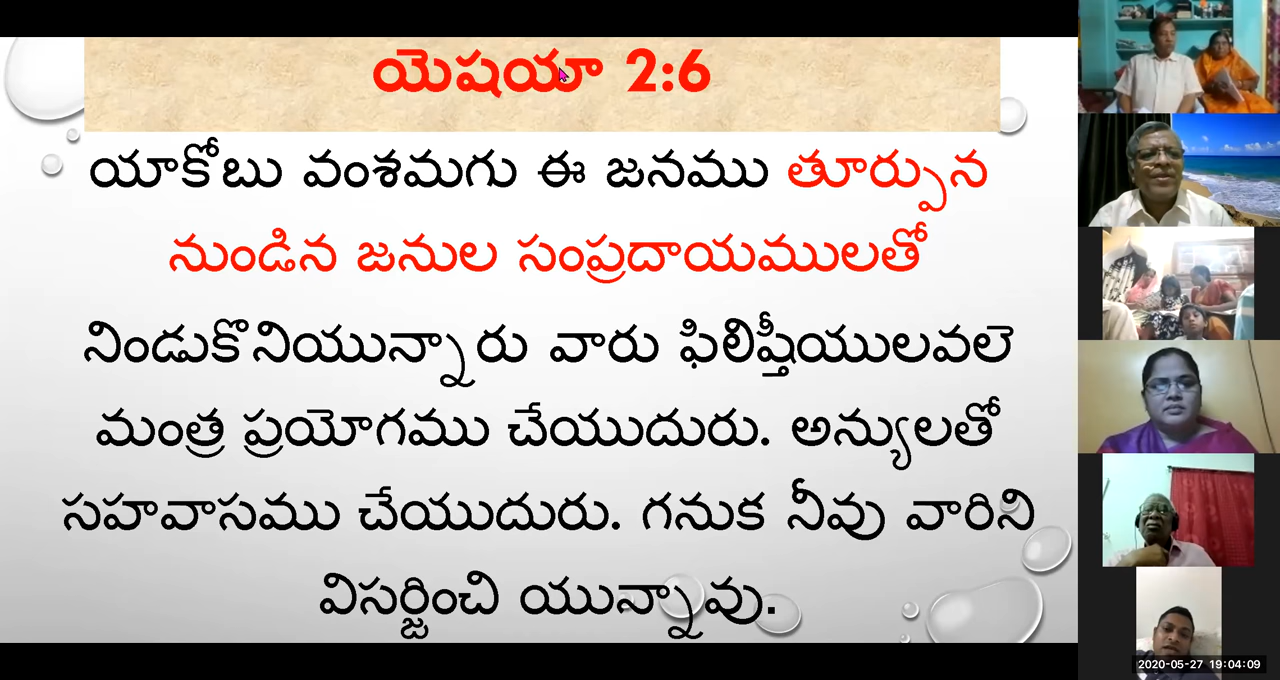 యెషయా 2:6
యాకోబు వంశమగు ఈ జనము తూర్పున
నుండిన జనుల సంప్రదాయములతో
నిండుకొనియున్నారు వారు ఫిలిష్తీయులవలె
మంత్ర ప్రయోగము చేయుదురు. అన్యులతో
సహవాసము చేయుదురు. గనుక నీవు వారిని
విసర్జించి యున్నావు.
2020-05-27 19:04:09